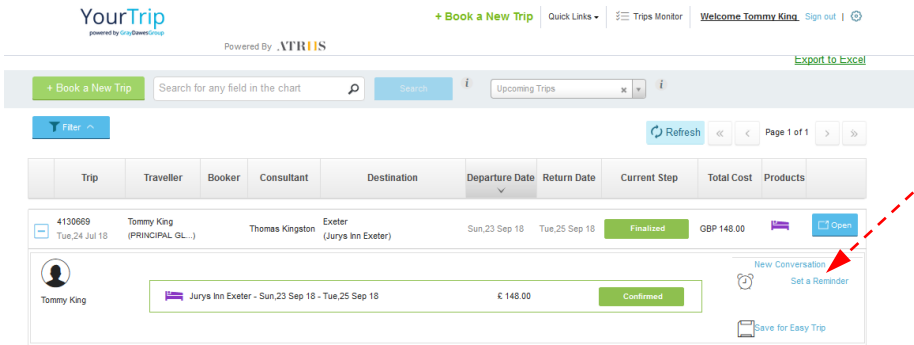 YourTrip
powered by GrayDawesGroup
Powered By ATRIIS
+ Book a New Trip
Quick Links
Trips Monitor
Welcome Tommy King
Sign out |
Export to Excel
+ Book a New Trip
Search for any field in the chart
Search
i
Upcoming Trips
x
i
Filter
Refresh
« < Page 1 of 1 > »
Trip Traveller Booker Consultant Destination Departure Date Return Date Current Step Total Cost Products
4130669 Tommy King Thomas Kingston Exeter Sun,23 Sep 18 Tue,25 Sep 18 Finalized GBP 148.00 Open
Tue,24 Jul 18 (PRINCIPAL GL...) (Jurys Inn Exeter)
New Conversation
Set a Reminder
Tommy King
Jurys Inn Exeter - Sun,23 Sep 18 - Tue,25 Sep 18 £ 148.00 Confirmed
Save for Easy Trip